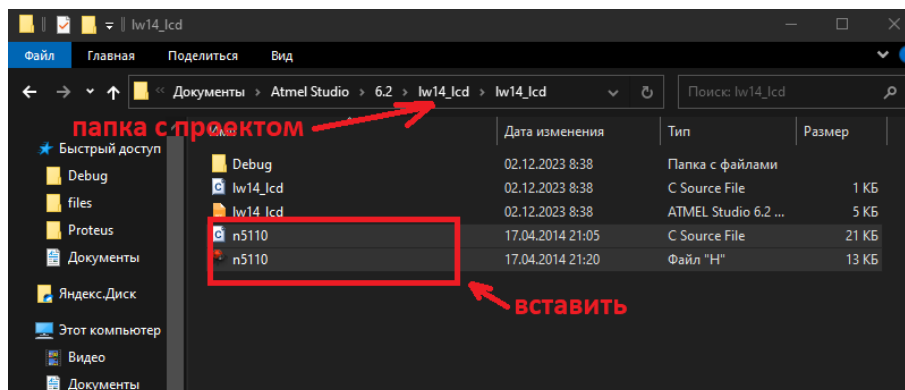 lw14_lcd
Файл Главная Поделиться Вид
Документы > Atmel Studio > 6.2 > lw14_lcd > lw14_lcd
Поиск: lw14_lcd
папка с проектом
Дата изменения Тип Размер
Быстрый доступ
Debug
files
Proteus
Документы
Яндекс.Диск
Этот компьютер
Видео
Документы
Debug 02.12.2023 8:38 Папка с файлами
lw14_lcd 02.12.2023 8:38 C Source File 1 КБ
lw14_lcd 02.12.2023 8:38 ATMEL Studio 6.2 ... 5 КБ
n5110 17.04.2014 21:05 C Source File 21 КБ
n5110 17.04.2014 21:20 Файл "H" 13 КБ
вставить